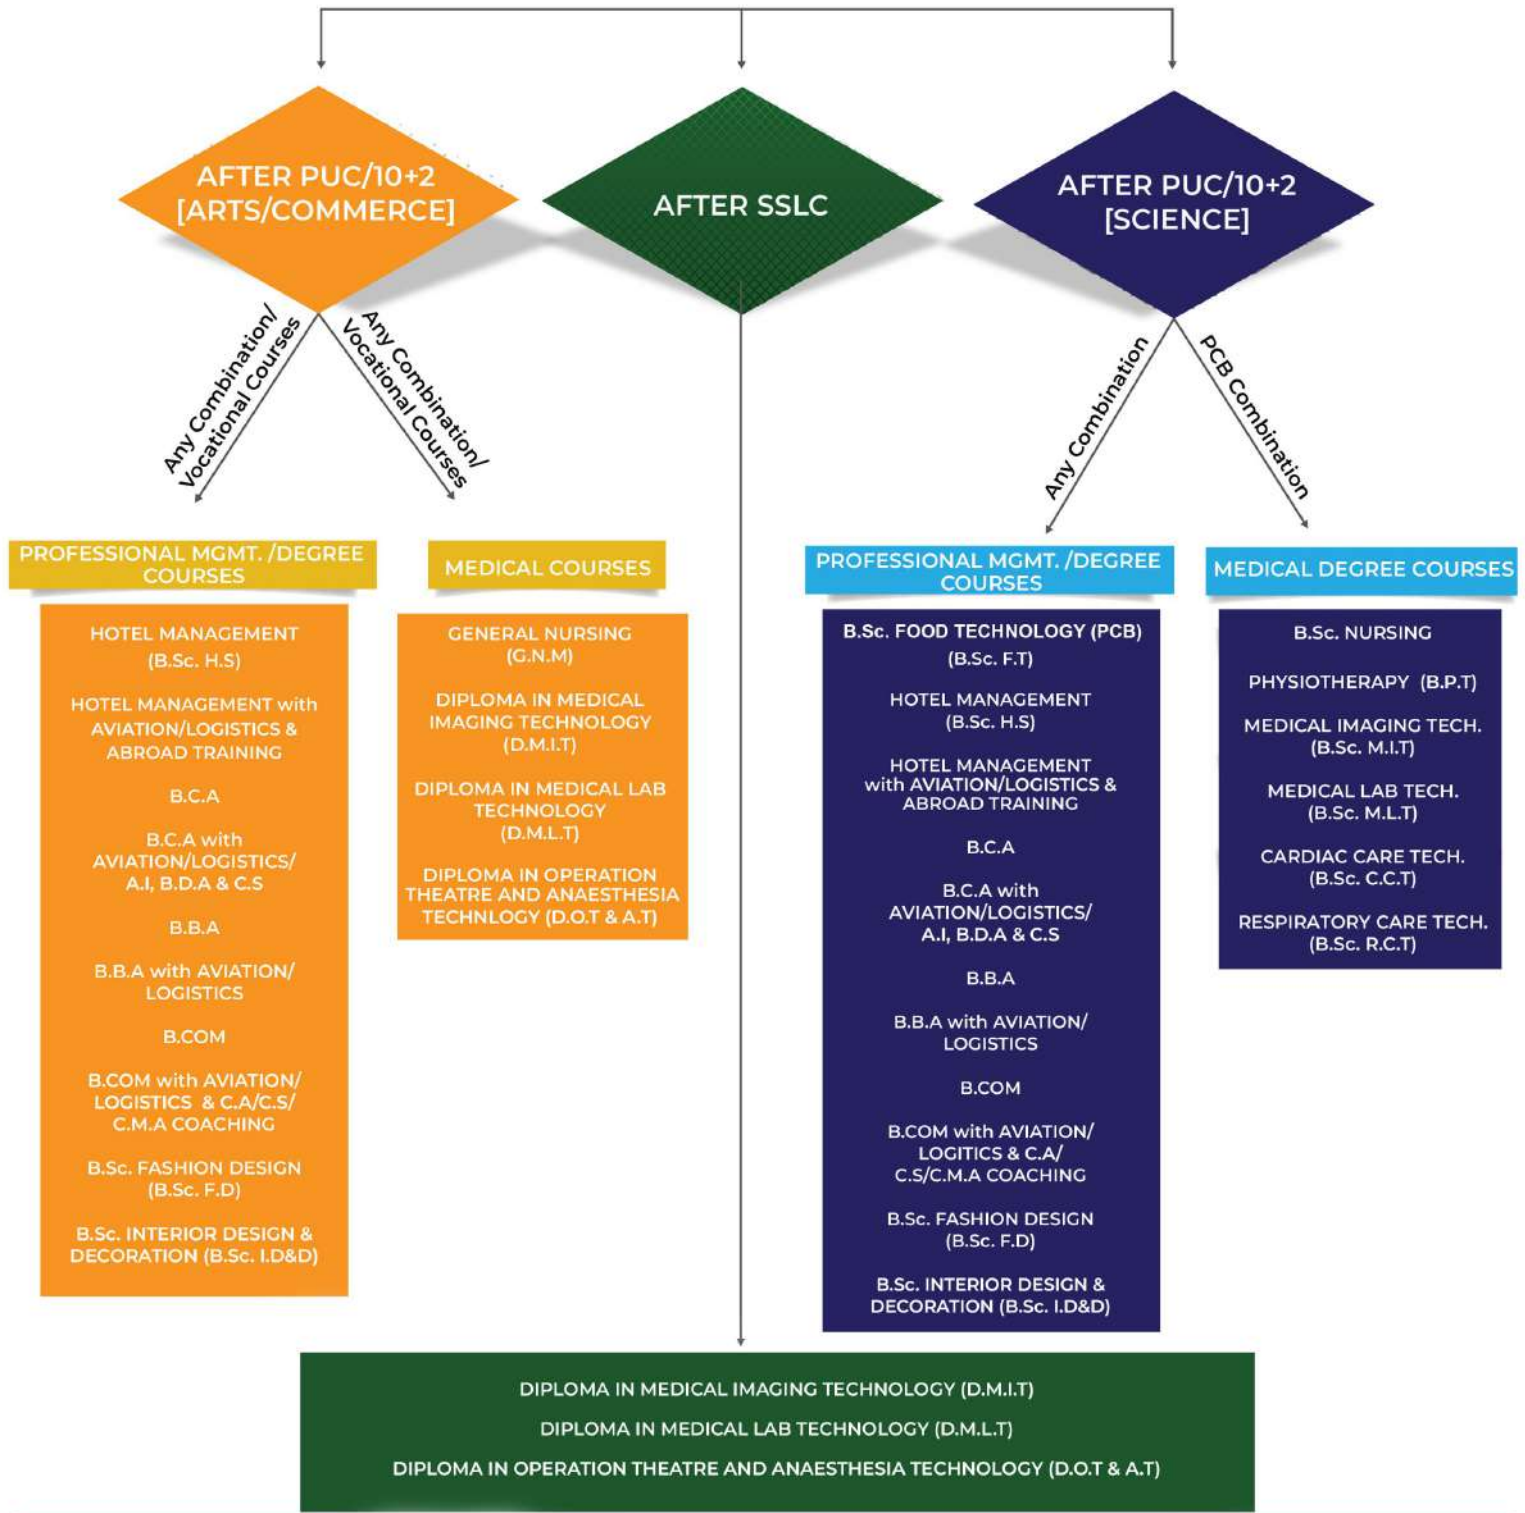 AFTER PUC/10+2
[ARTS/COMMERCE]
AFTER SSLC
AFTER PUC/10+2
[SCIENCE]
Any Combination/
Vocational Courses
Any Combination/
Vocational Courses
Any Combination
PCB Combination
PROFESSIONAL MGMT. /DEGREE
COURSES
HOTEL MANAGEMENT
(B.Sc. H.S)
HOTEL MANAGEMENT with
AVIATION/LOGISTICS &
ABROAD TRAINING
B.C.A
B.C.A with
AVIATION/LOGISTICS/
A.I, B.D.A & C.S
B.B.A
B.B.A with AVIATION/
LOGISTICS
B.COM
B.COM with AVIATION/
LOGISTICS & C.A/C.S/
C.M.A COACHING
B.Sc. FASHION DESIGN
(B.Sc. F.D)
B.Sc. INTERIOR DESIGN &
DECORATION (B.Sc. I.D&D)
MEDICAL COURSES
GENERAL NURSING
(G.N.M)
DIPLOMA IN MEDICAL
IMAGING TECHNOLOGY
(D.M.I.T)
DIPLOMA IN MEDICAL LAB
TECHNOLOGY
(D.M.L.T)
DIPLOMA IN OPERATION
THEATRE AND ANAESTHESIA
TECHNLOGY (D.O.T & A.T)
PROFESSIONAL MGMT. /DEGREE
COURSES
B.Sc. FOOD TECHNOLOGY (PCB)
(B.Sc. F.T)
HOTEL MANAGEMENT
(B.Sc. H.S)
HOTEL MANAGEMENT
with AVIATION/LOGISTICS &
ABROAD TRAINING
B.C.A
B.C.A with
AVIATION/LOGISTICS/
A.I, B.D.A & C.S
B.B.A
B.B.A with AVIATION/
LOGISTICS
B.COM
B.COM with AVIATION/
LOGITICS & C.A/
C.S/C.M.A COACHING
B.Sc. FASHION DESIGN
(B.Sc. F.D)
B.Sc. INTERIOR DESIGN &
DECORATION (B.Sc. I.D&D)
MEDICAL DEGREE COURSES
B.Sc. NURSING
PHYSIOTHERAPY (B.P.T)
MEDICAL IMAGING TECH.
(B.Sc. M.I.T)
MEDICAL LAB TECH.
(B.Sc. M.L.T)
CARDIAC CARE TECH.
(B.Sc. C.C.T)
RESPIRATORY CARE TECH.
(B.Sc. R.C.T)
DIPLOMA IN MEDICAL IMAGING TECHNOLOGY (D.M.I.T)
DIPLOMA IN MEDICAL LAB TECHNOLOGY (D.M.L.T)
DIPLOMA IN OPERATION THEATRE AND ANAESTHESIA TECHNOLOGY (D.O.T & A.T)